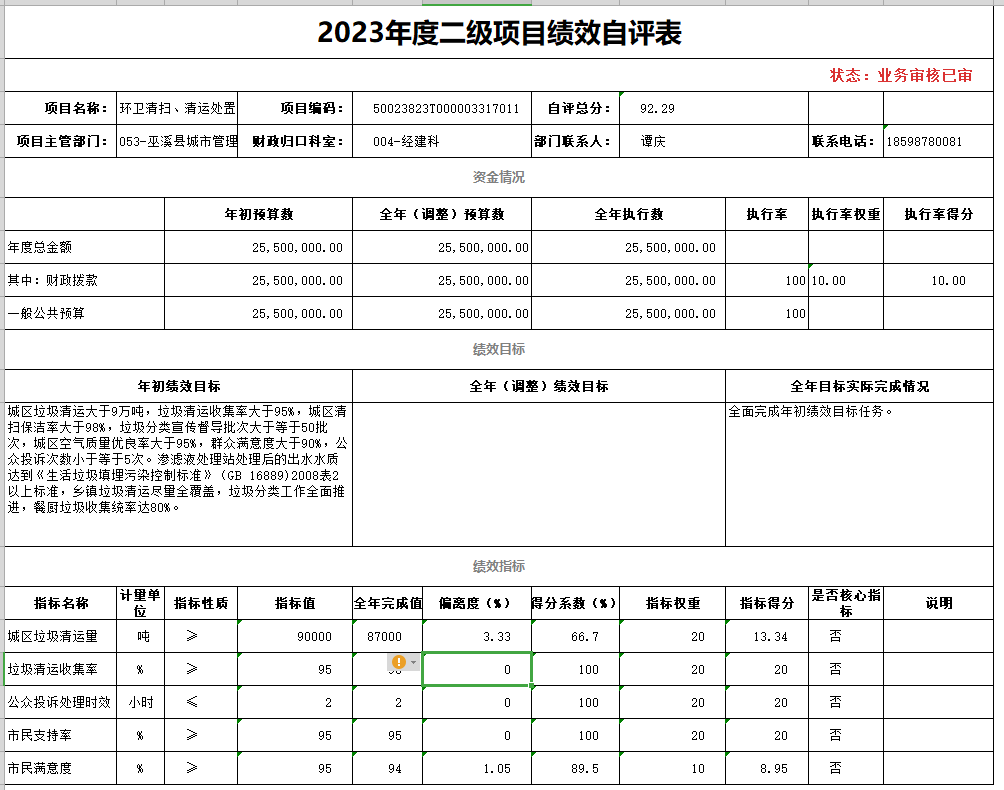 2023年度二级项目绩效自评表
状态：业务审核已审
项目名称： 环卫清扫、清运处置 项目编码： 50023823T000003317011 自评总分： 92.29
项目主管部门： 053-巫溪县城市管理 财政归口科室： 004-经建科 部门联系人： 谭庆 联系电话： 18598780081
资金情况
年初预算数 全年（调整）预算数 全年执行数 执行率 执行率权重 执行率得分
年度总金额 25,500,000.00 25,500,000.00 25,500,000.00
其中：财政拨款 25,500,000.00 25,500,000.00 25,500,000.00 100 10.00 10.00
一般公共预算 25,500,000.00 25,500,000.00 25,500,000.00 100
绩效目标
年初绩效目标 全年（调整）绩效目标 全年目标实际完成情况
城区垃圾清运大于9万吨，垃圾清运收集率大于95%，城区清
扫保洁率大于98%，垃圾分类宣传督导批次大于等于50批
次，城区空气质量优良率大于95%，群众满意度大于90%，公
众投诉次数小于等于5次。渗滤液处理站处理后的出水水质
达到《生活垃圾填埋污染控制标准》（GB 16889)2008表2
以上标准，乡镇垃圾清运尽量全覆盖，垃圾分类工作全面推
进，餐厨垃圾收集统率达80%。
全面完成年初绩效目标任务。
绩效指标
指标名称 计量单位 指标性质 指标值 全年完成值 偏离度（%） 得分系数（%） 指标权重 指标得分 是否核心指标 说明
城区垃圾清运量 吨 ≥ 90000 87000 3.33 66.7 20 13.34 否
垃圾清运收集率 % ≥ 95 0 100 20 20 否
公众投诉处理时效 小时 ≤ 2 2 0 100 20 20 否
市民支持率 % ≥ 95 95 0 100 20 20 否
市民满意度 % ≥ 95 94 1.05 89.5 10 8.95 否